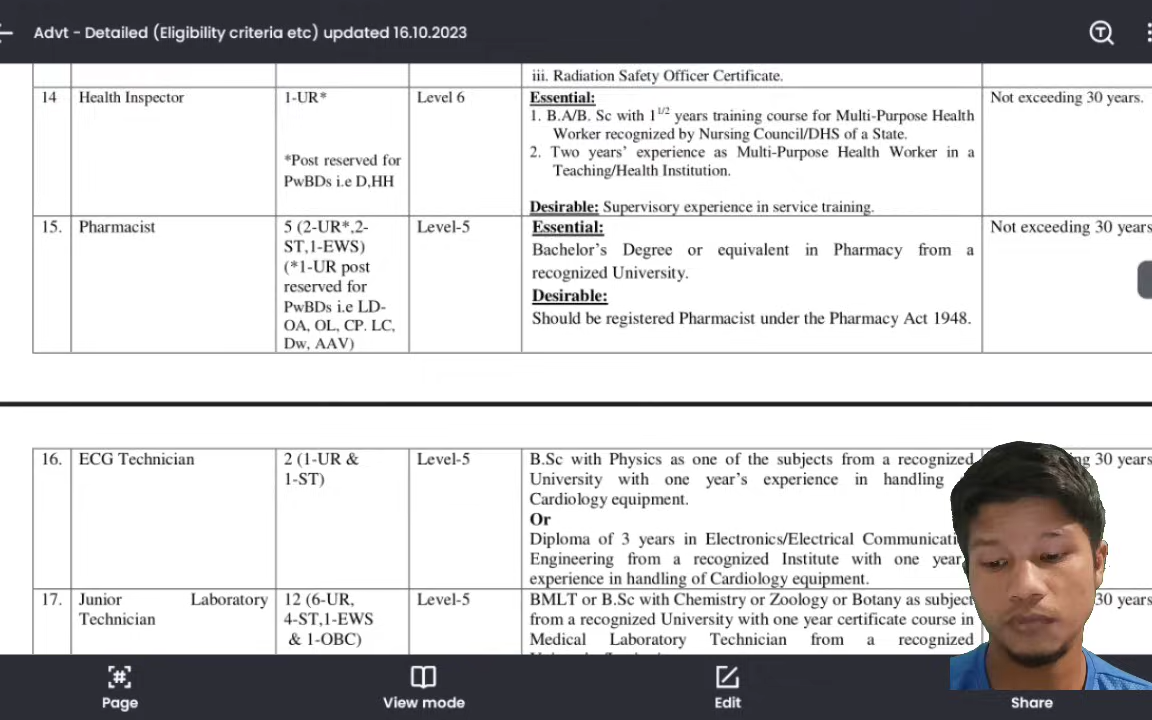 Advt - Detailed (Eligibility criteria etc) updated 16.10.2023
iii. Radiation Safety Officer Certificate.
14
Health Inspector
1-UR*
*Post reserved for
PwBDs i.e D,HH
Level 6
Essential:
1. B.A/B. Sc with 1 1/2 years training course for Multi-Purpose Health
Worker recognized by Nursing Council/DHS of a State.
2. Two years' experience as Multi-Purpose Health Worker in a
Teaching/Health Institution.
Desirable: Supervisory experience in service training.
Not exceeding 30 years.
15.
Pharmacist
5 (2-UR*,2-
ST,1-EWS)
(*1-UR post
reserved for
PwBDs i.e LD-
OA, OL, CP. LC,
Dw, AAV)
Level-5
Essential:
Bachelor's Degree or equivalent in Pharmacy from a
recognized University.
Desirable:
Should be registered Pharmacist under the Pharmacy Act 1948.
Not exceeding 30 years
16.
ECG Technician
2 (1-UR &
1-ST)
Level-5
B.Sc with Physics as one of the subjects from a recognized
University with one year's experience in handling
Cardiology equipment.
Or
Diploma of 3 years in Electronics/Electrical
Engineering from a recognized Institute with one year
experience in handling of Cardiology equipment.
30 years
17.
Junior Laboratory
Technician
12 (6-UR,
4-ST,1-EWS
& 1-OBC)
Level-5
BMLT or B.Sc with Chemistry or Zoology or Botany as subject
from a recognized University with one year certificate course in
Medical Laboratory Technician from a recognized
30 years
Page
View mode
Edit
Share